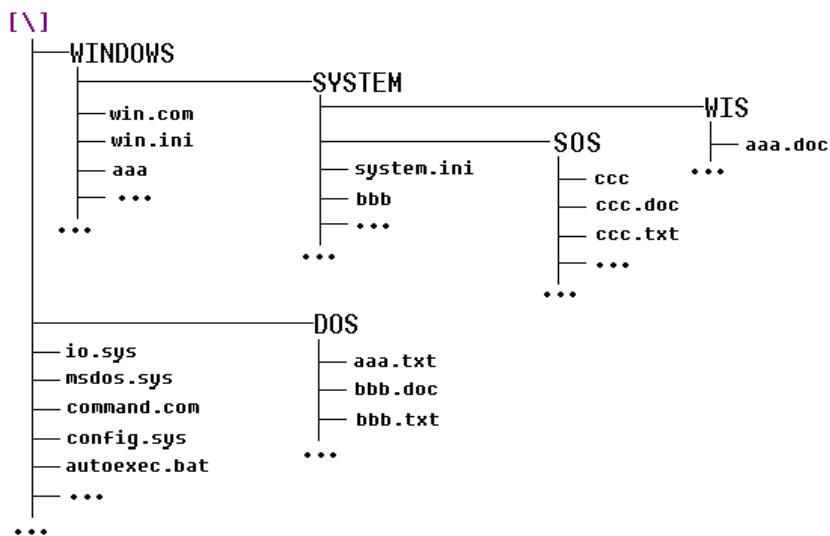 [\]
WINDOWS
SYSTEM
WIS
win.com
win.ini
aaa
•••
•••
SOS
aaa.doc
•••
system.ini
bbb
•••
•••
ccc
ccc.doc
ccc.txt
•••
•••
DOS
io.sys
msdos.sys
command.com
config.sys
autoexec.bat
•••
•••
aaa.txt
bbb.doc
bbb.txt
•••